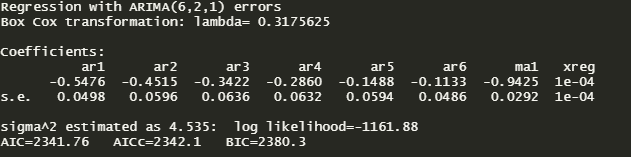 Regression with ARIMA(6,2,1) errors
Box Cox transformation: lambda= 0.3175625
Coefficients:
ar1 ar2 ar3 ar4 ar5 ar6 ma1 xreg
-0.5476 -0.4515 -0.3422 -0.2860 -0.1488 -0.1133 -0.9425 1e-04
s.e. 0.0498 0.0596 0.0636 0.0632 0.0594 0.0486 0.0292 1e-04
sigma^2 estimated as 4.535: log likelihood=-1161.88
AIC=2341.76 AICc=2342.1 BIC=2380.3